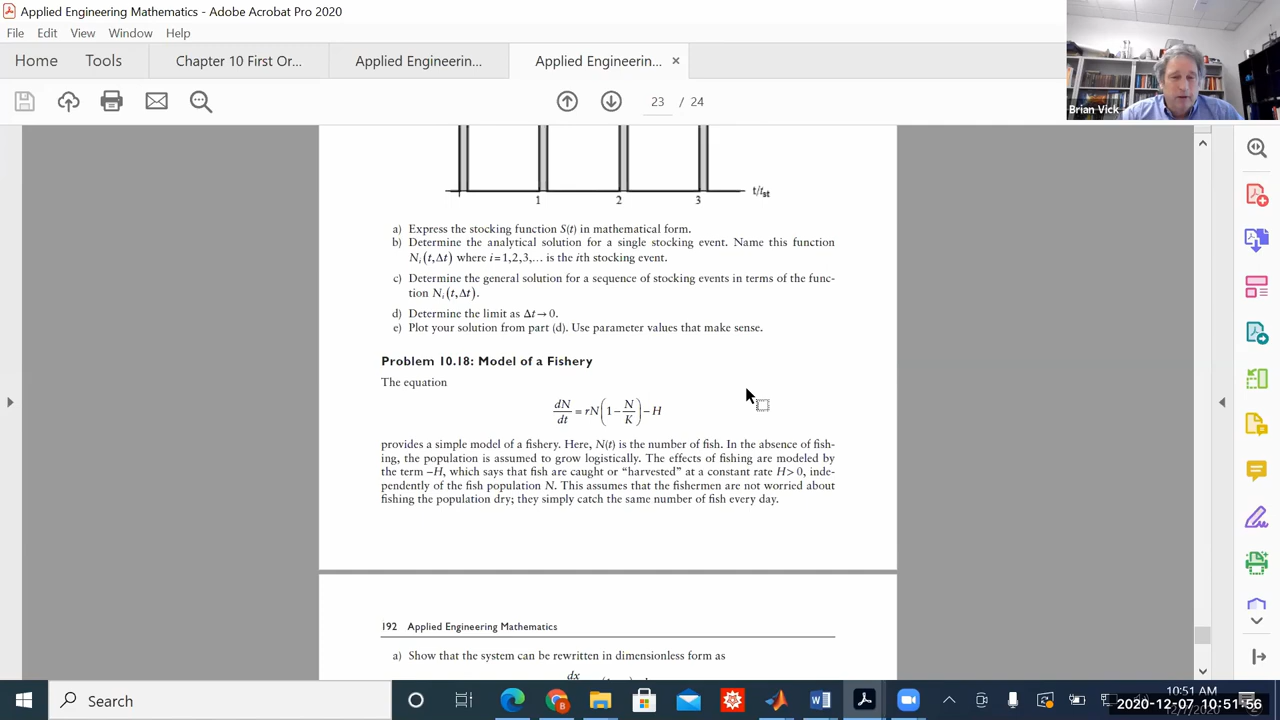 Applied Engineering Mathematics - Adobe Acrobat Pro 2020
File Edit View Window Help
Home Tools Chapter 10 First Or... Applied Engineerin... Applied Engineerin... ×
23 / 24
Brian Vick
t/t_st
1 2 3
a) Express the stocking function S(t) in mathematical form.
b) Determine the analytical solution for a single stocking event. Name this function
N_i(t,Δt) where i=1,2,3,... is the ith stocking event.
c) Determine the general solution for a sequence of stocking events in terms of the func-
tion N_i(t,Δt).
d) Determine the limit as Δt→0.
e) Plot your solution from part (d). Use parameter values that make sense.
Problem 10.18: Model of a Fishery
The equation
dN/dt = rN(1−N/K)−H
provides a simple model of a fishery. Here, N(t) is the number of fish. In the absence of fish-
ing, the population is assumed to grow logistically. The effects of fishing are modeled by
the term −H, which says that fish are caught or “harvested” at a constant rate H>0, inde-
pendently of the fish population N. This assumes that the fishermen are not worried about
fishing the population dry; they simply catch the same number of fish every day.
192 Applied Engineering Mathematics
a) Show that the system can be rewritten in dimensionless form as
dx
Search
10:51 AM
2020-12-07 10:51:56